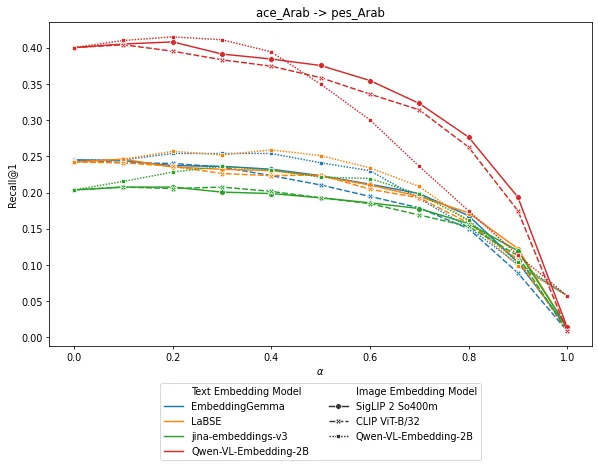 ace_Arab -> pes_Arab
Recall@1
0.40
0.35
0.30
0.25
0.20
0.15
0.10
0.05
0.00
0.0 0.2 0.4 0.6 0.8 1.0
α
Text Embedding Model Image Embedding Model
EmbeddingGemma SigLIP 2 So400m
LaBSE CLIP ViT-B/32
jina-embeddings-v3 Qwen-VL-Embedding-2B
Qwen-VL-Embedding-2B